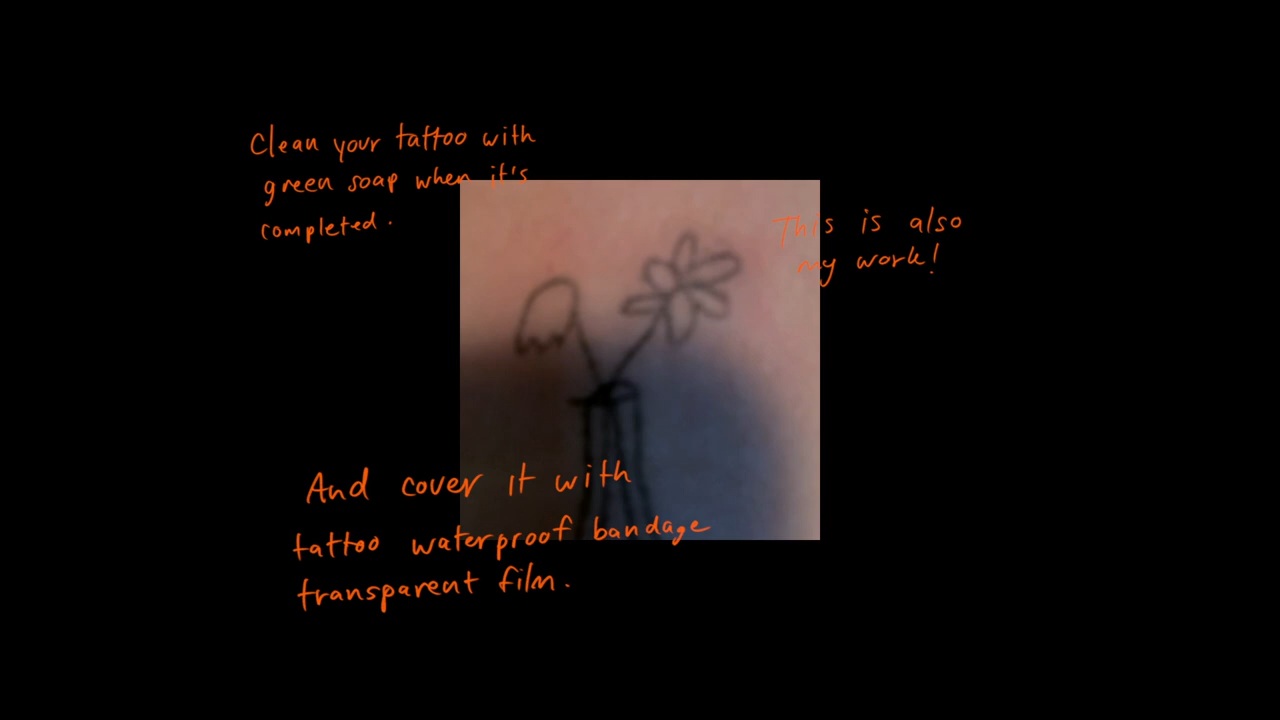 Clean your tattoo with
green soap when it's
completed.
This is also
my work!
And cover it with
tattoo waterproof bandage
transparent film.